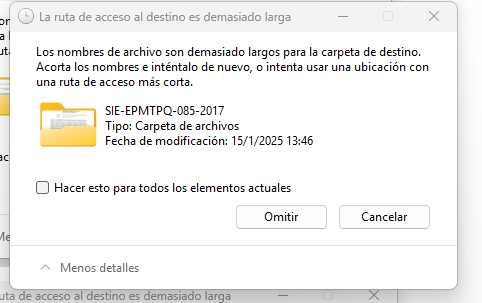 La ruta de acceso al destino es demasiado larga
Los nombres de archivo son demasiado largos para la carpeta de destino.
Acorta los nombres e inténtalo de nuevo, o intenta usar una ubicación con
una ruta de acceso más corta.
SIE-EPMTPQ-085-2017
Tipo: Carpeta de archivos
Fecha de modificación: 15/1/2025 13:46
Hacer esto para todos los elementos actuales
Omitir
Cancelar
Menos detalles
ruta de acceso al destino es demasiado larga